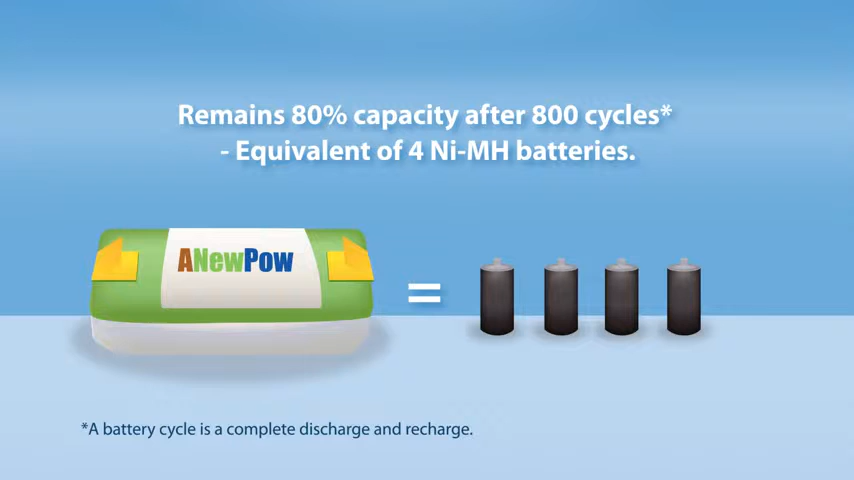 Remains 80% capacity after 800 cycles*
- Equivalent of 4 Ni-MH batteries.
ANewPow
=
*A battery cycle is a complete discharge and recharge.